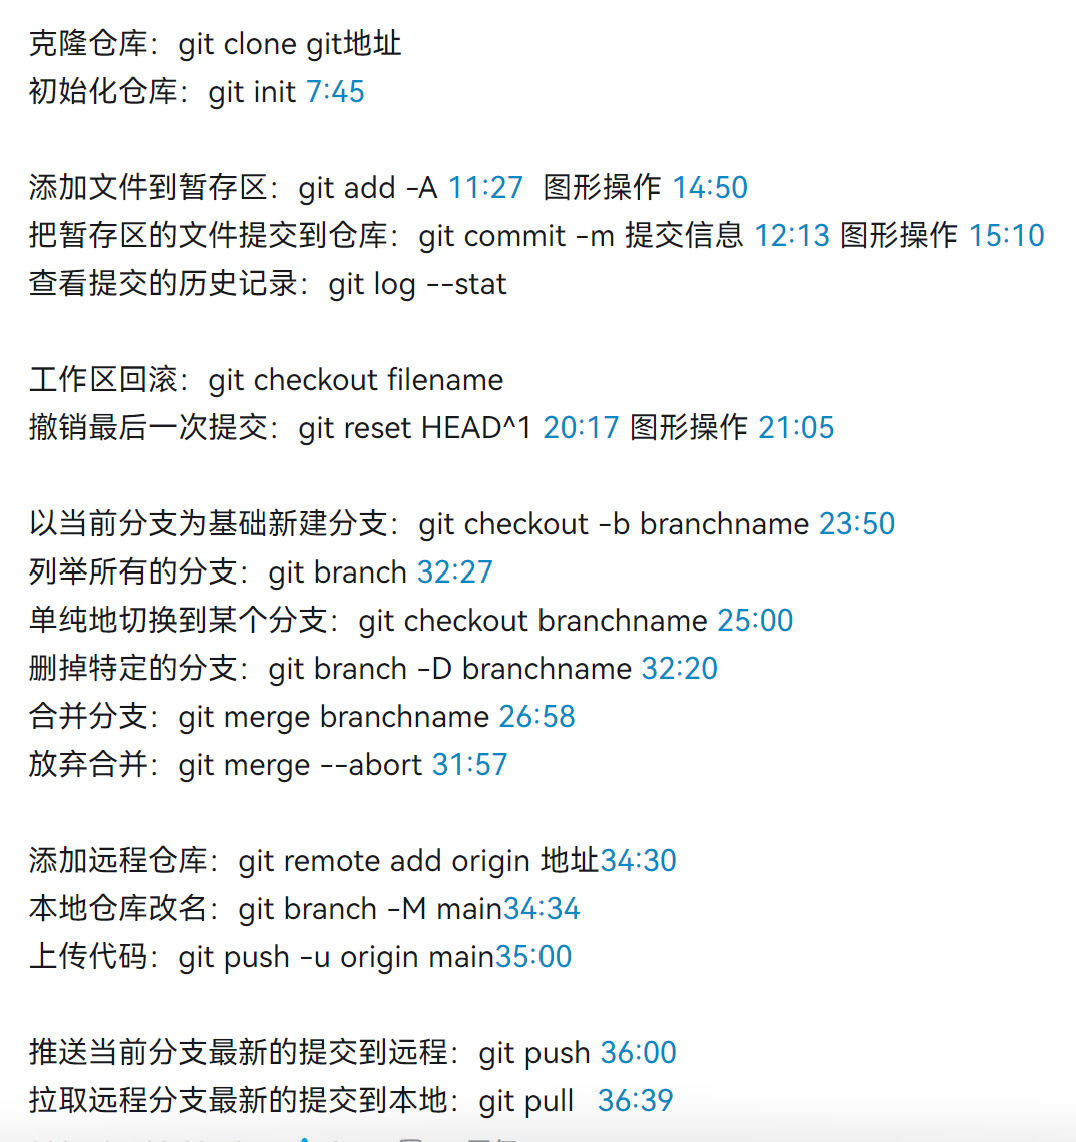 克隆仓库：git clone git地址
初始化仓库：git init 7:45
添加文件到暂存区：git add -A 11:27 图形操作 14:50
把暂存区的文件提交到仓库：git commit -m 提交信息 12:13 图形操作 15:10
查看提交的历史记录：git log --stat
工作区回滚：git checkout filename
撤销最后一次提交：git reset HEAD^1 20:17 图形操作 21:05
以当前分支为基础新建分支：git checkout -b branchname 23:50
列举所有的分支：git branch 32:27
单纯地切换到某个分支：git checkout branchname 25:00
删掉特定的分支：git branch -D branchname 32:20
合并分支：git merge branchname 26:58
放弃合并：git merge --abort 31:57
添加远程仓库：git remote add origin 地址34:30
本地仓库改名：git branch -M main34:34
上传代码：git push -u origin main35:00
推送当前分支最新的提交到远程：git push 36:00
拉取远程分支最新的提交到本地：git pull 36:39